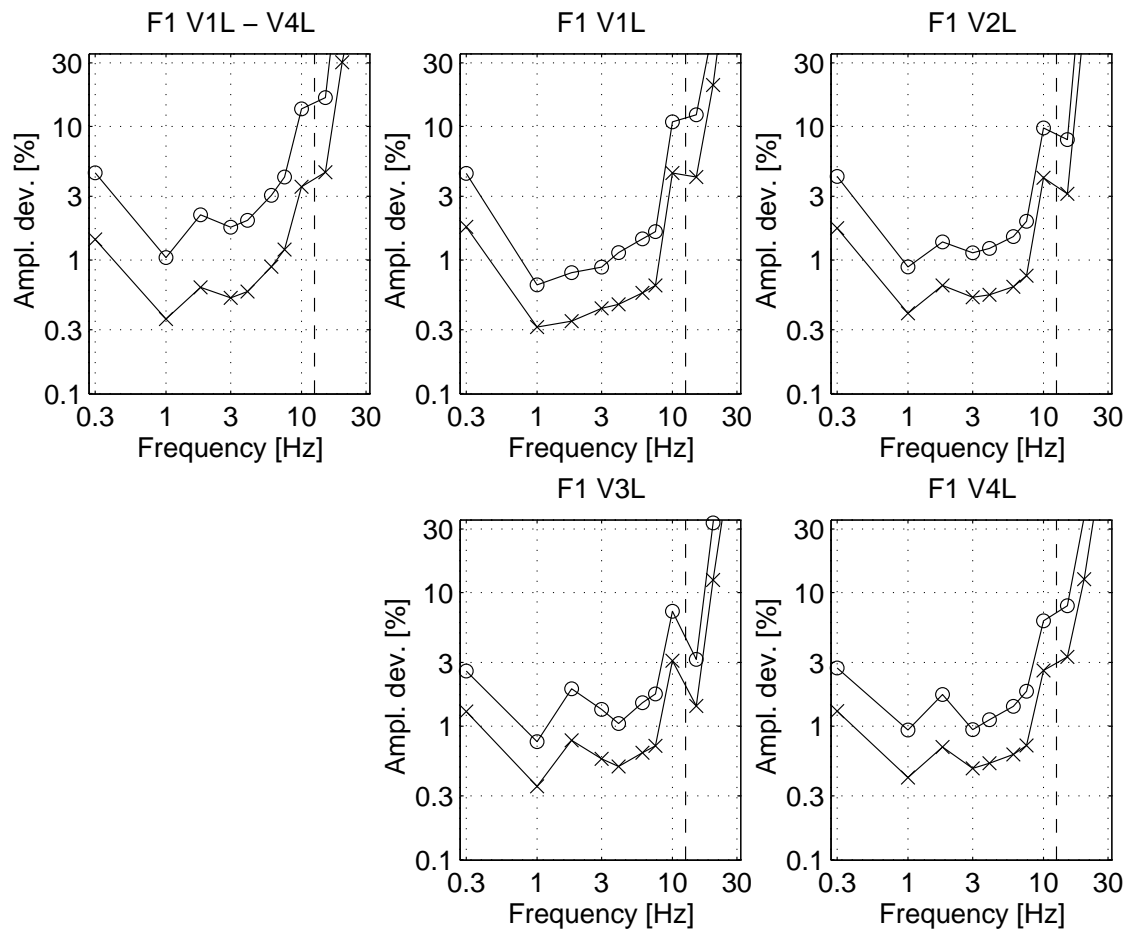 F1 V1L – V4L
Ampl. dev. [%]
30
10
3
1
0.3
0.1
0.3 1 3 10 30
Frequency [Hz]
F1 V1L
Ampl. dev. [%]
30
10
3
1
0.3
0.1
0.3 1 3 10 30
Frequency [Hz]
F1 V2L
Ampl. dev. [%]
30
10
3
1
0.3
0.1
0.3 1 3 10 30
Frequency [Hz]
F1 V3L
Ampl. dev. [%]
30
10
3
1
0.3
0.1
0.3 1 3 10 30
Frequency [Hz]
F1 V4L
Ampl. dev. [%]
30
10
3
1
0.3
0.1
0.3 1 3 10 30
Frequency [Hz]